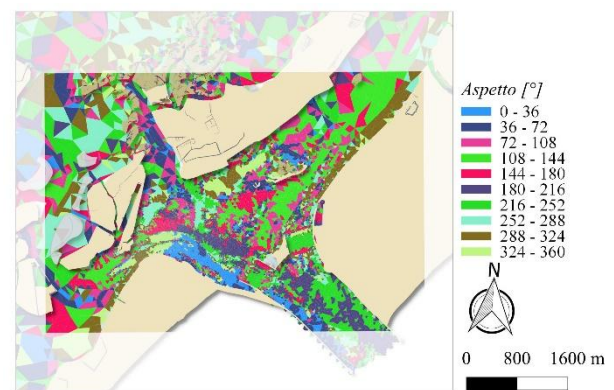 Aspetto [°]
0 - 36
36 - 72
72 - 108
108 - 144
144 - 180
180 - 216
216 - 252
252 - 288
288 - 324
324 - 360
N
0 800 1600 m